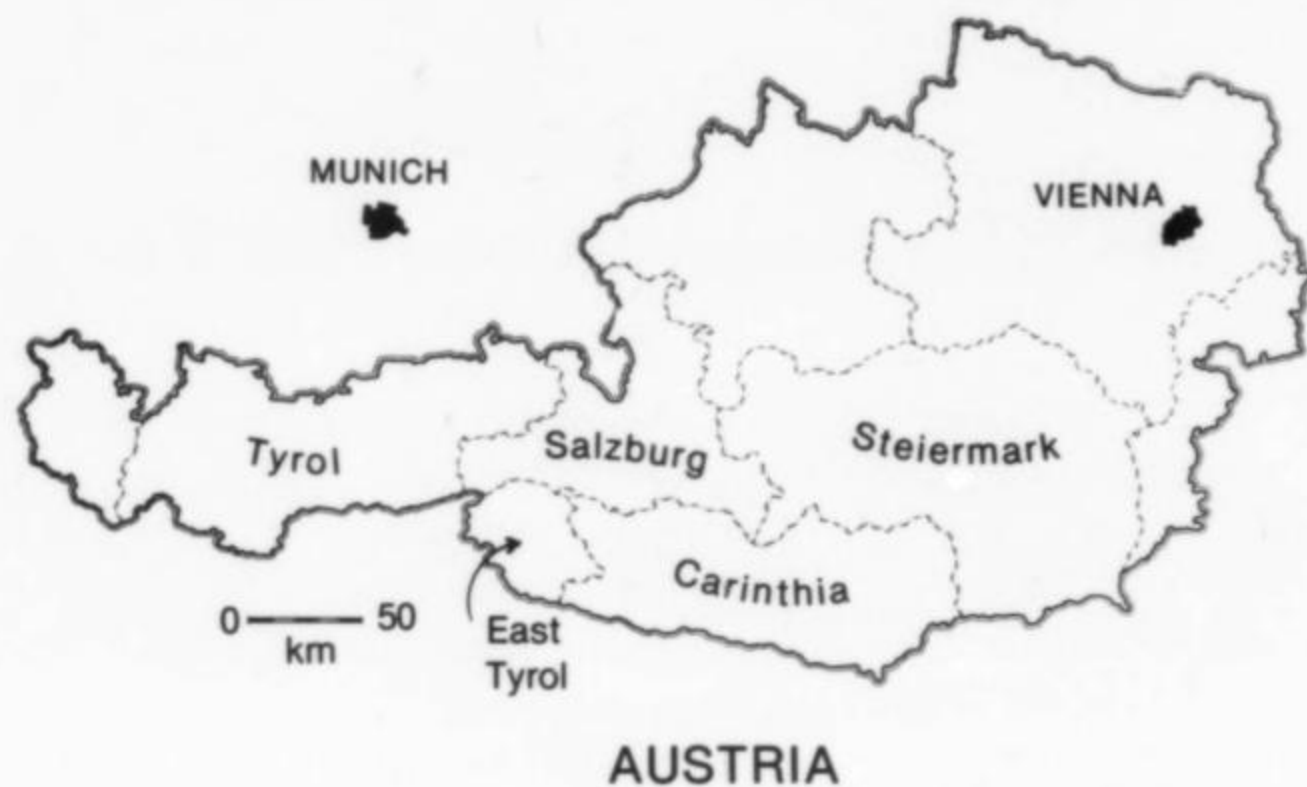 MUNICH
VIENNA
Tyrol
Salzburg
Steiermark
Carinthia
0 50
km
East
Tyrol
AUSTRIA